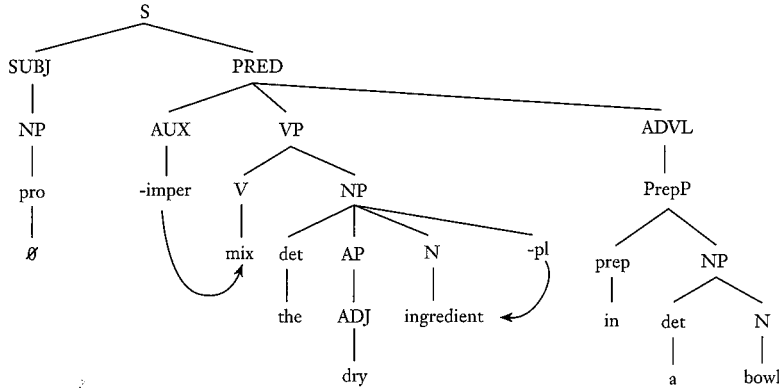 S
SUBJ PRED
NP AUX VP ADVL
pro -imper V NP PrepP
Ø mix det AP N -pl prep NP
the ADJ ingredient in det N
dry a bowl